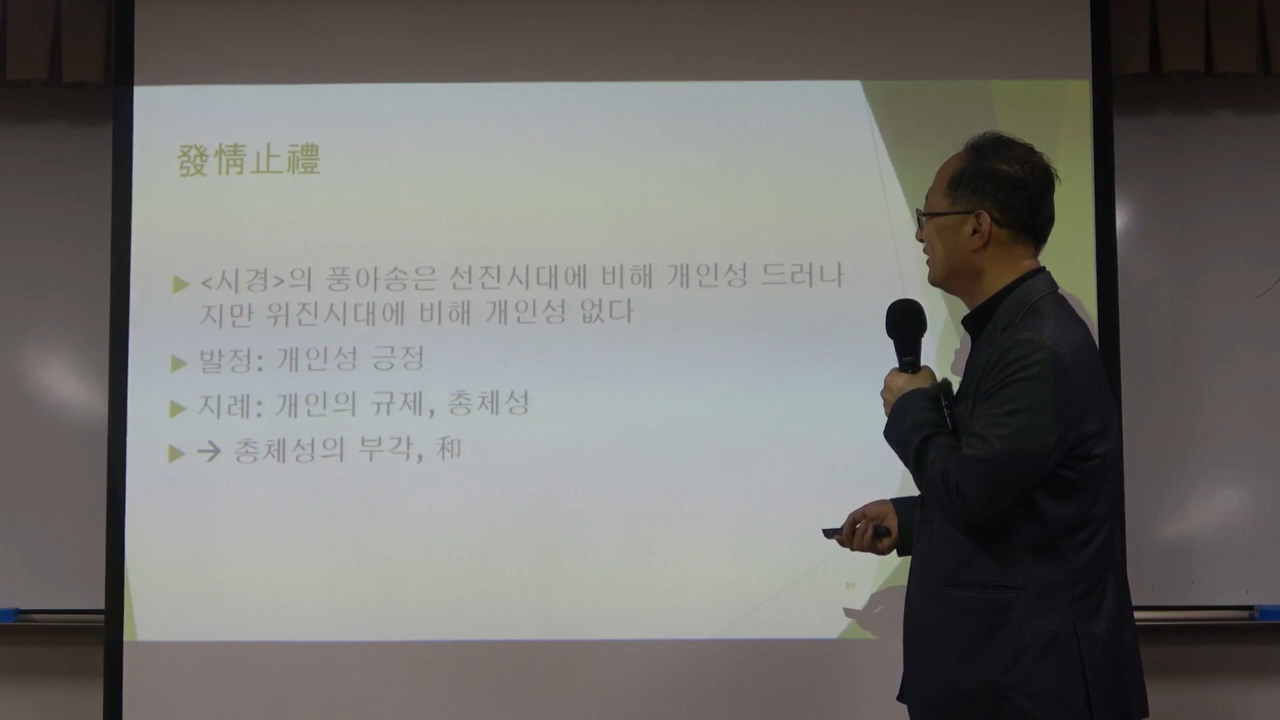 發情止禮
<시경>의 풍아송은 선진시대에 비해 개인성 드러나
지만 위진시대에 비해 개인성 없다
발정: 개인성 긍정
지례: 개인의 규제, 총체성
→ 총체성의 부각, 和